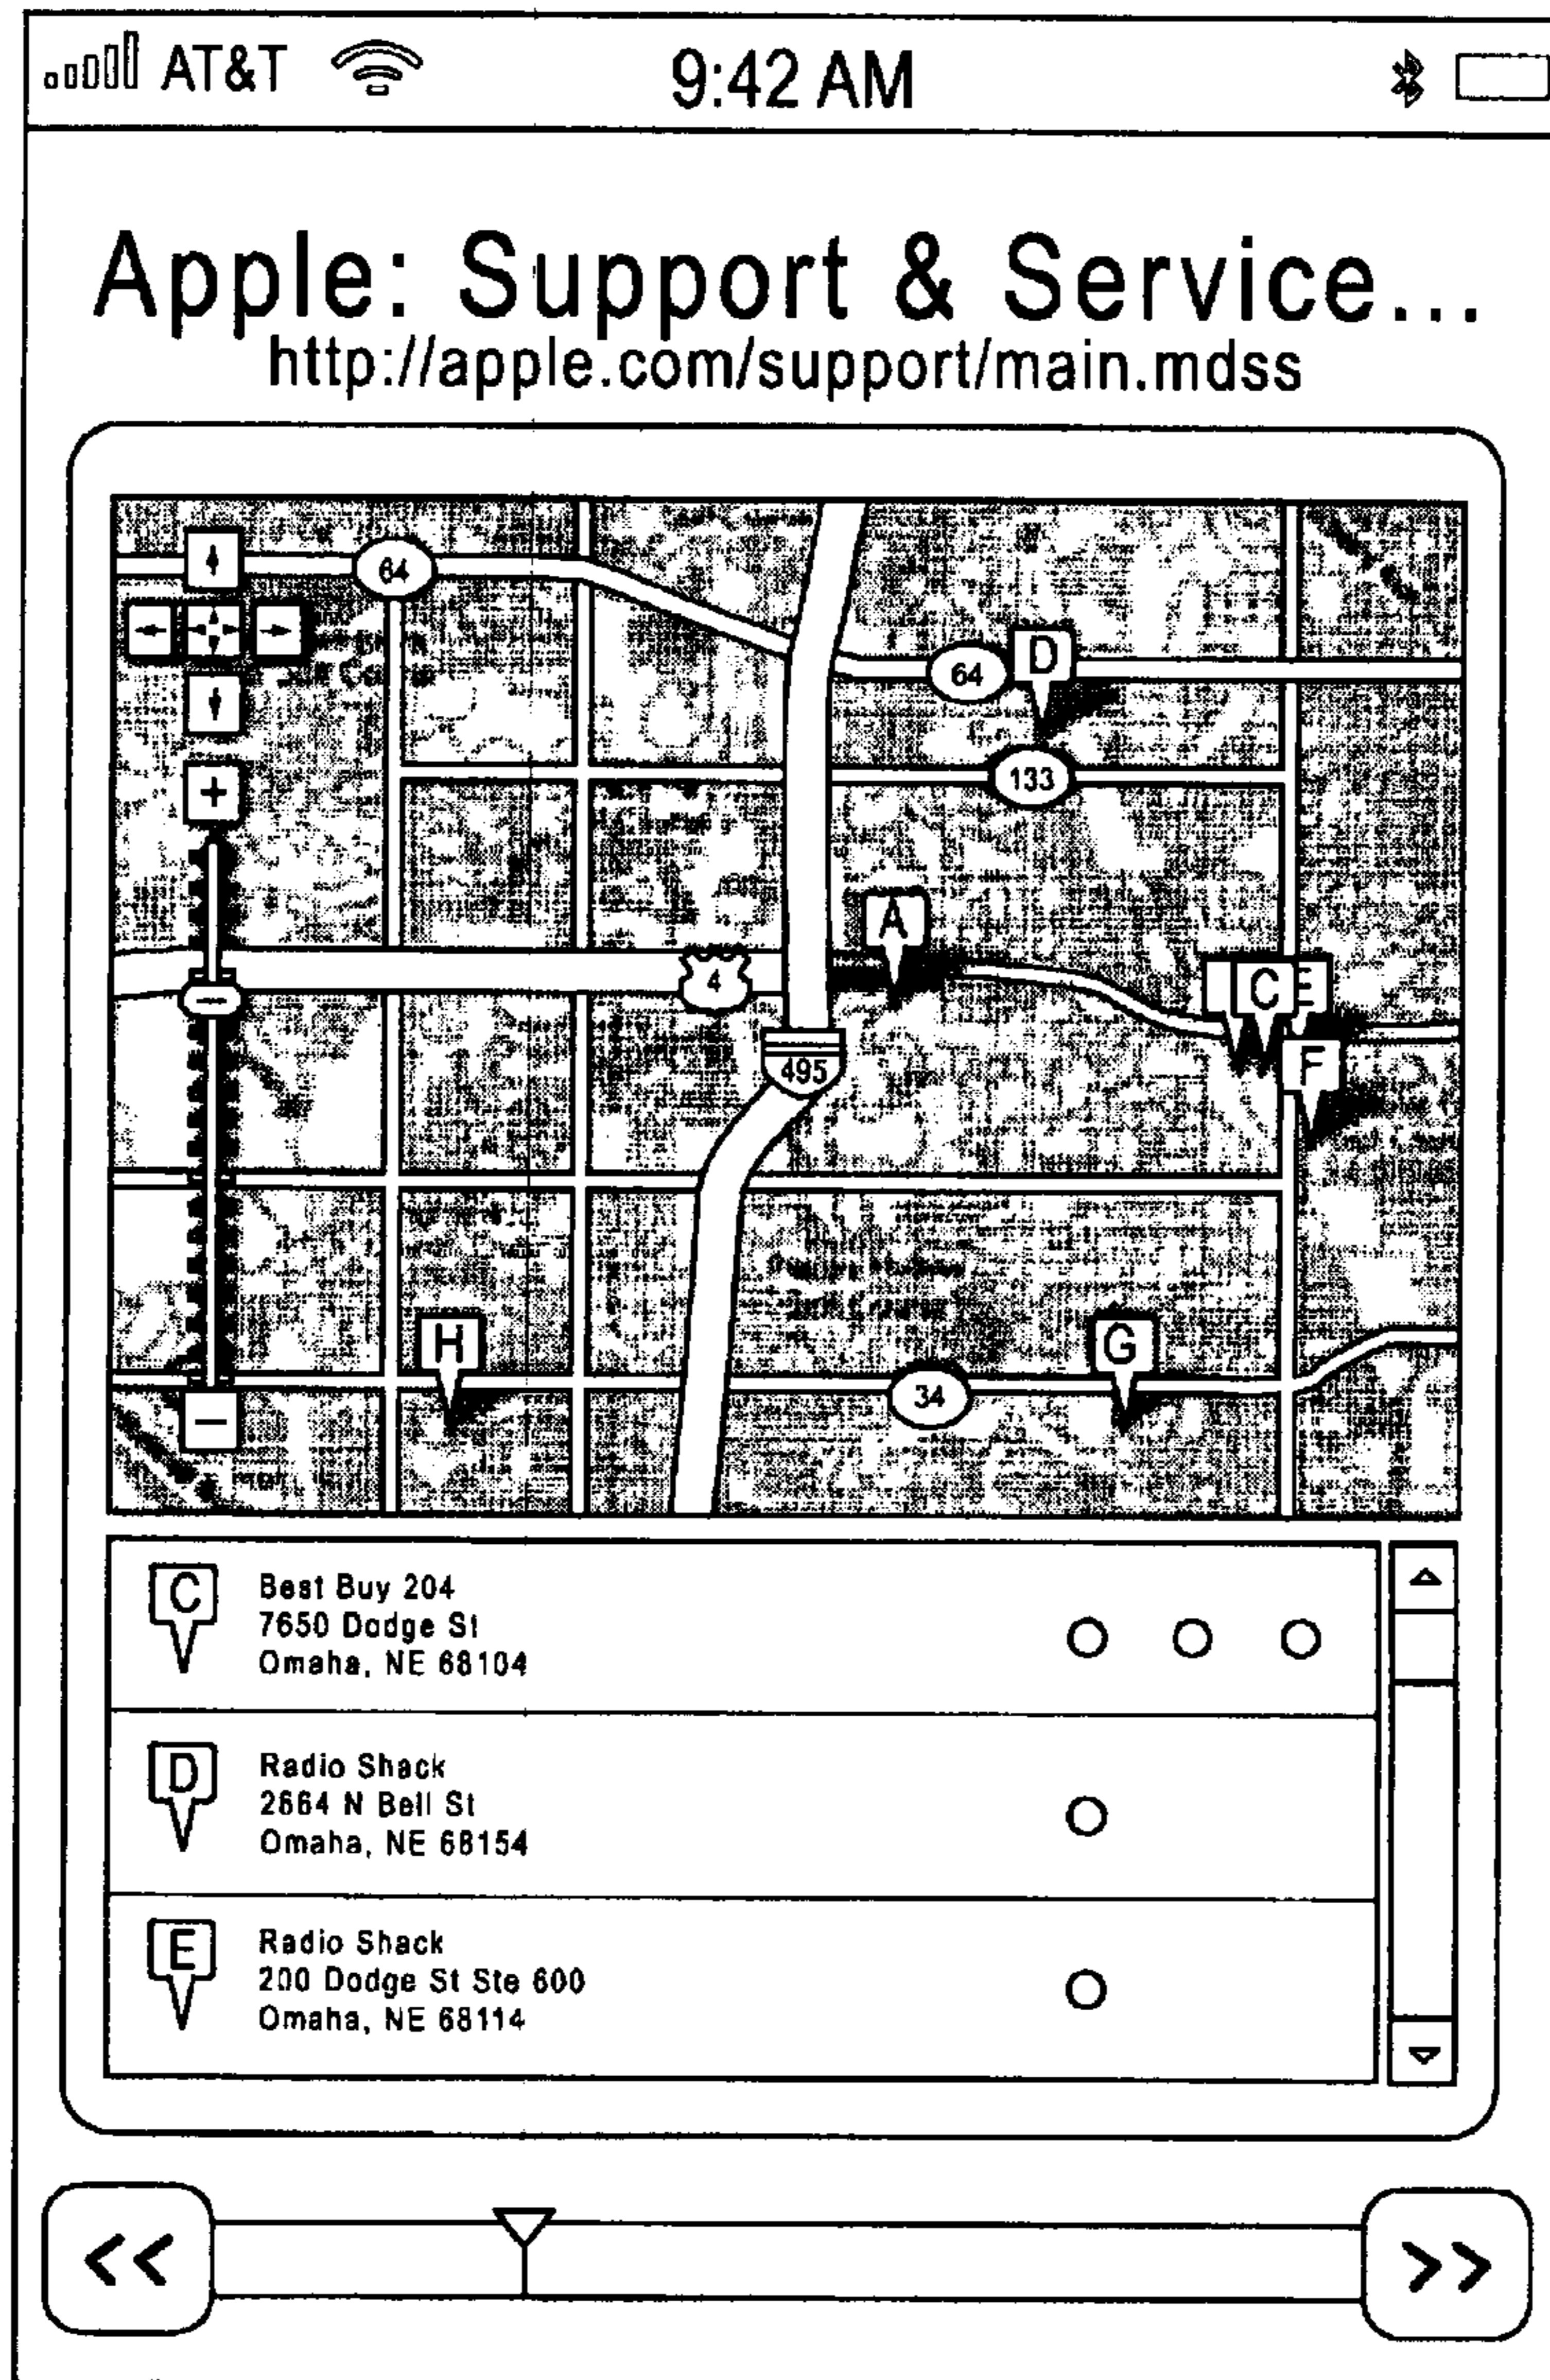 AT&T 9:42 AM
Apple: Support & Service...
http://apple.com/support/main.mdss
64
64
D
+
133
A
4
C E
495
F
H
G
34
−
C
Best Buy 204
7650 Dodge St
Omaha, NE 68104
D
Radio Shack
2664 N Bell St
Omaha, NE 68154
E
Radio Shack
200 Dodge St Ste 600
Omaha, NE 68114
<< >>